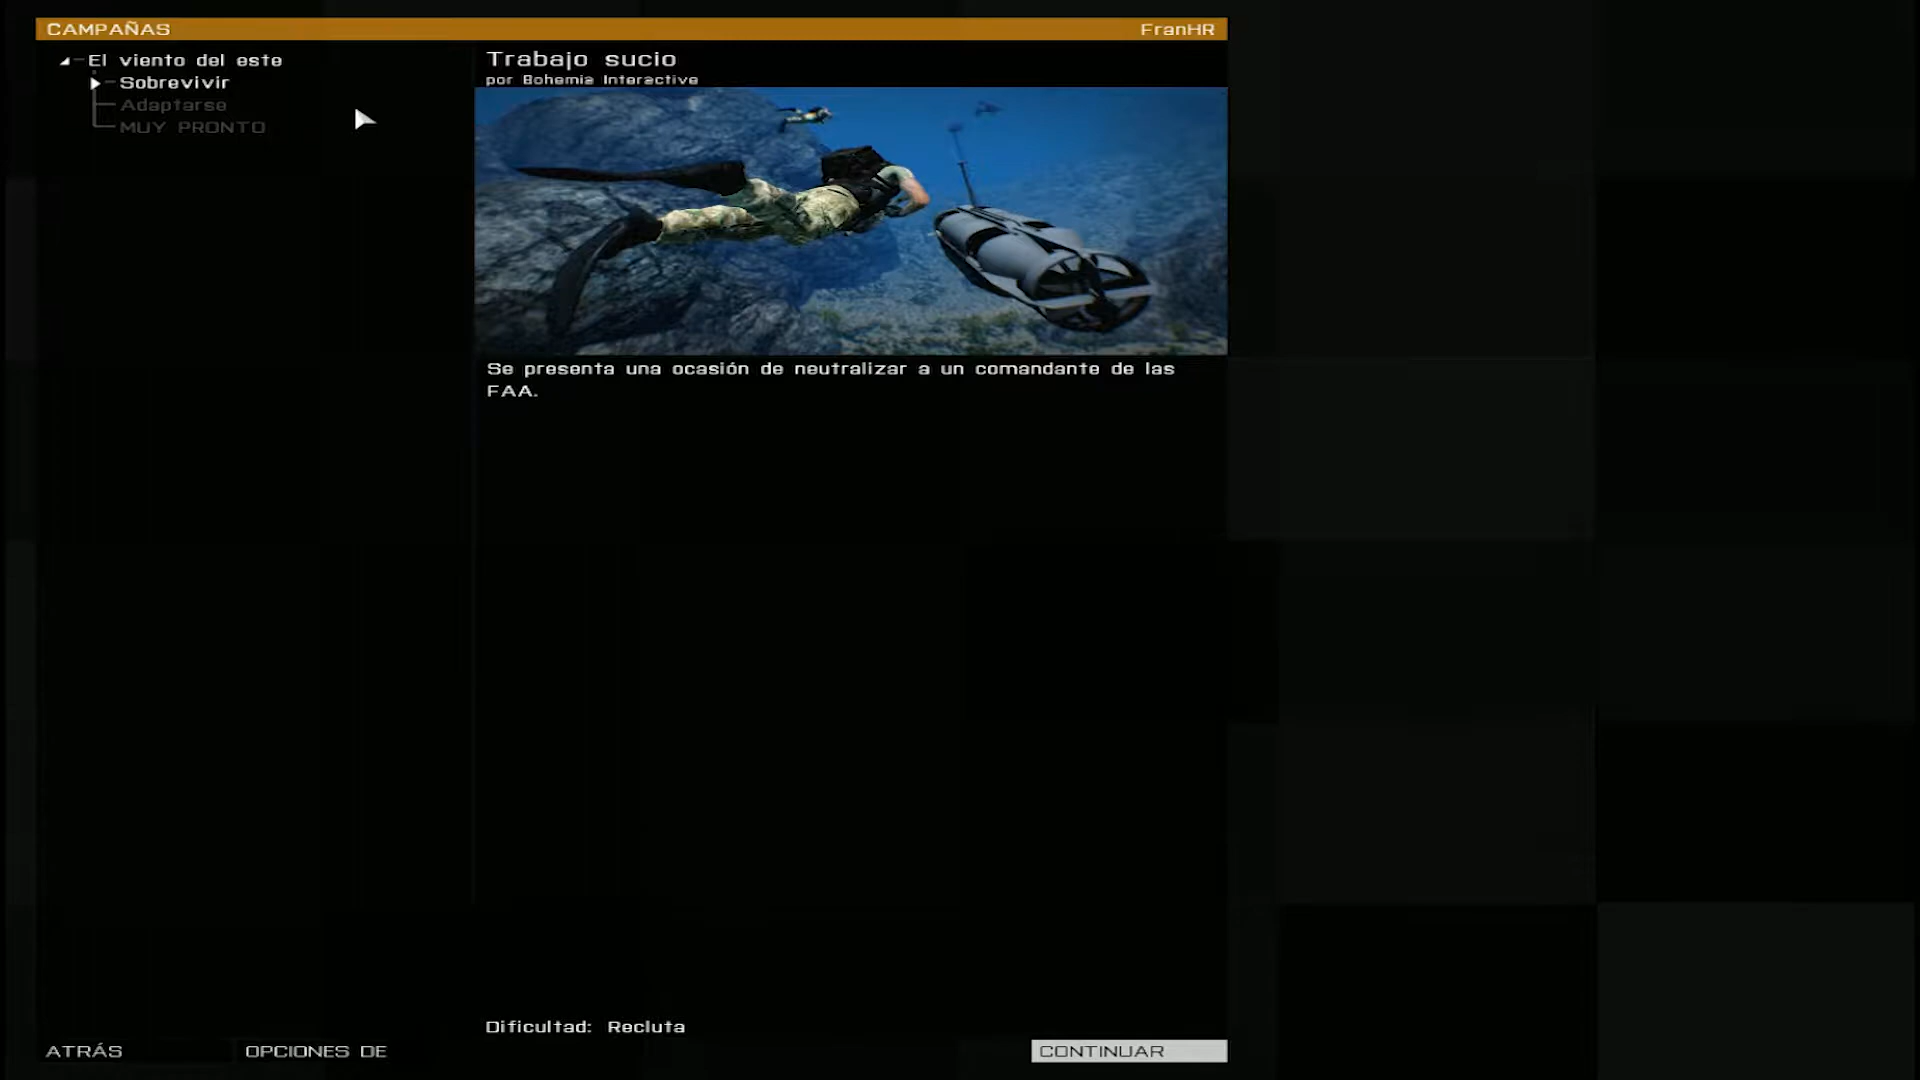 CAMPAÑAS
FranHR
El viento del este
Sobrevivir
Adaptarse
MUY PRONTO
Trabajo sucio
por Bohemia Interactive
Se presenta una ocasión de neutralizar a un comandante de las
FAA.
Dificultad: Recluta
ATRÁS
OPCIONES DE
CONTINUAR